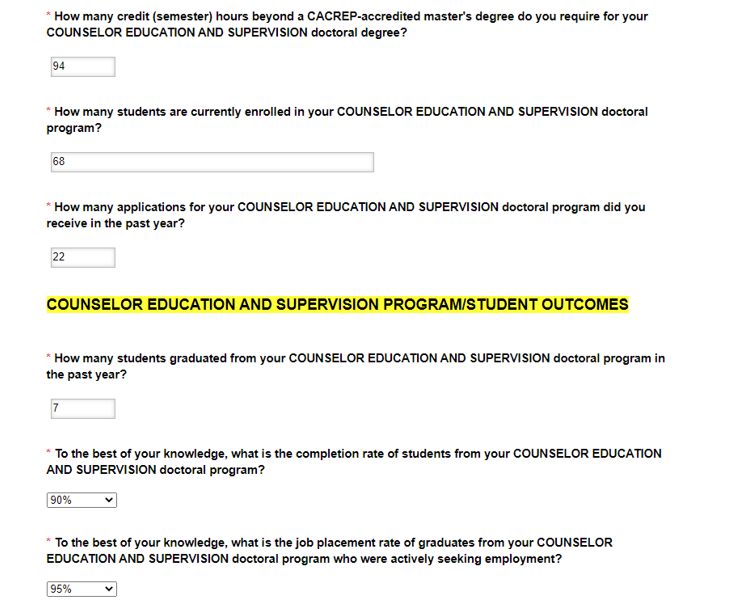 * How many credit (semester) hours beyond a CACREP-accredited master's degree do you require for your
COUNSELOR EDUCATION AND SUPERVISION doctoral degree?
94
* How many students are currently enrolled in your COUNSELOR EDUCATION AND SUPERVISION doctoral
program?
68
* How many applications for your COUNSELOR EDUCATION AND SUPERVISION doctoral program did you
receive in the past year?
22
COUNSELOR EDUCATION AND SUPERVISION PROGRAM/STUDENT OUTCOMES
* How many students graduated from your COUNSELOR EDUCATION AND SUPERVISION doctoral program in
the past year?
7
* To the best of your knowledge, what is the completion rate of students from your COUNSELOR EDUCATION
AND SUPERVISION doctoral program?
90%
* To the best of your knowledge, what is the job placement rate of graduates from your COUNSELOR
EDUCATION AND SUPERVISION doctoral program who were actively seeking employment?
95%